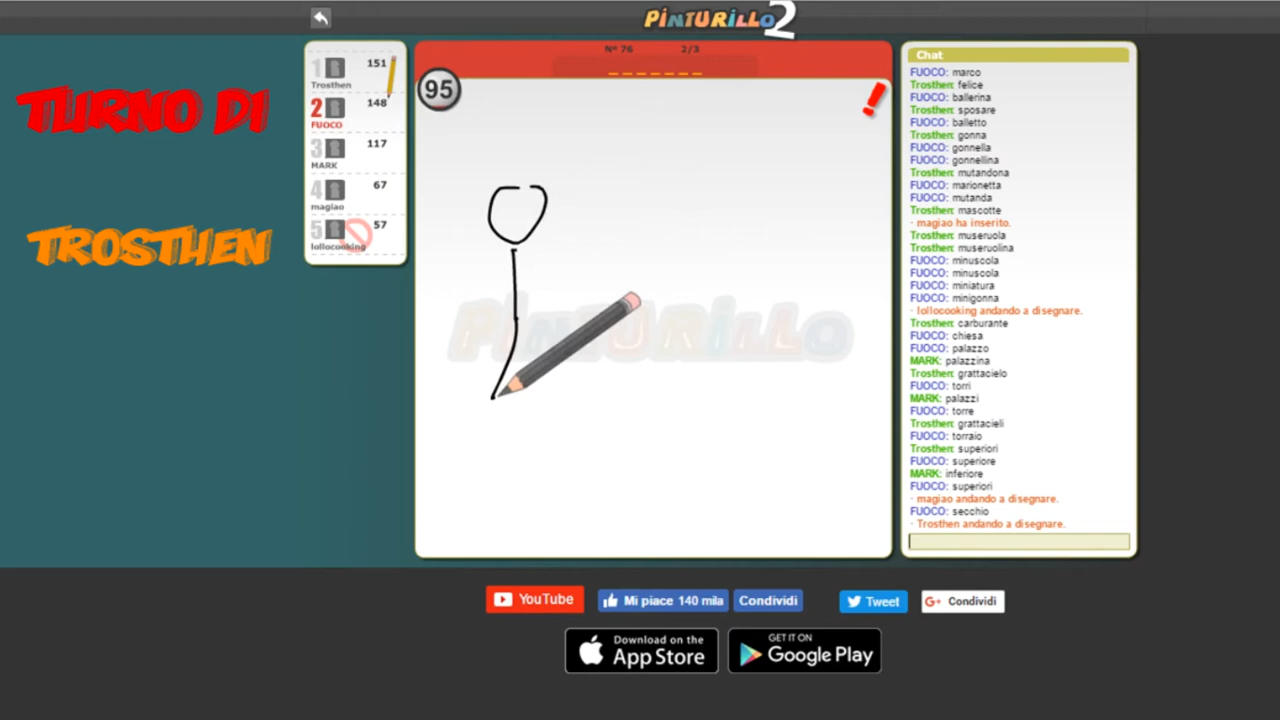 PiNTURiLLO2
TURNO DI
TROSTHEN
1 151
Trosthen
2 148
FUOCO
3 117
MARK
4 67
magiao
5 57
lollocooking
Nº 76 2/3
_ _ _ _ _ _ _
95
!
PiNTURiLLO
Chat
FUOCO: marco
Trosthen: felice
FUOCO: ballerina
Trosthen: sposare
FUOCO: balletto
Trosthen: gonna
FUOCO: gonnella
FUOCO: gonnellina
Trosthen: mutandona
FUOCO: marionetta
FUOCO: mutanda
Trosthen: mascotte
· magiao ha inserito.
Trosthen: museruola
Trosthen: museruolina
FUOCO: minuscola
FUOCO: minuscola
FUOCO: miniatura
FUOCO: minigonna
· lollocooking andando a disegnare.
Trosthen: carburante
FUOCO: chiesa
FUOCO: palazzo
MARK: palazzina
Trosthen: grattacielo
FUOCO: torri
MARK: palazzi
FUOCO: torre
Trosthen: grattacieli
FUOCO: torraio
Trosthen: superiori
FUOCO: superiore
MARK: inferiore
FUOCO: superiori
· magiao andando a disegnare.
FUOCO: secchio
· Trosthen andando a disegnare.
YouTube
Mi piace 140 mila
Condividi
Tweet
G+ Condividi
Download on the
App Store
GET IT ON
Google Play